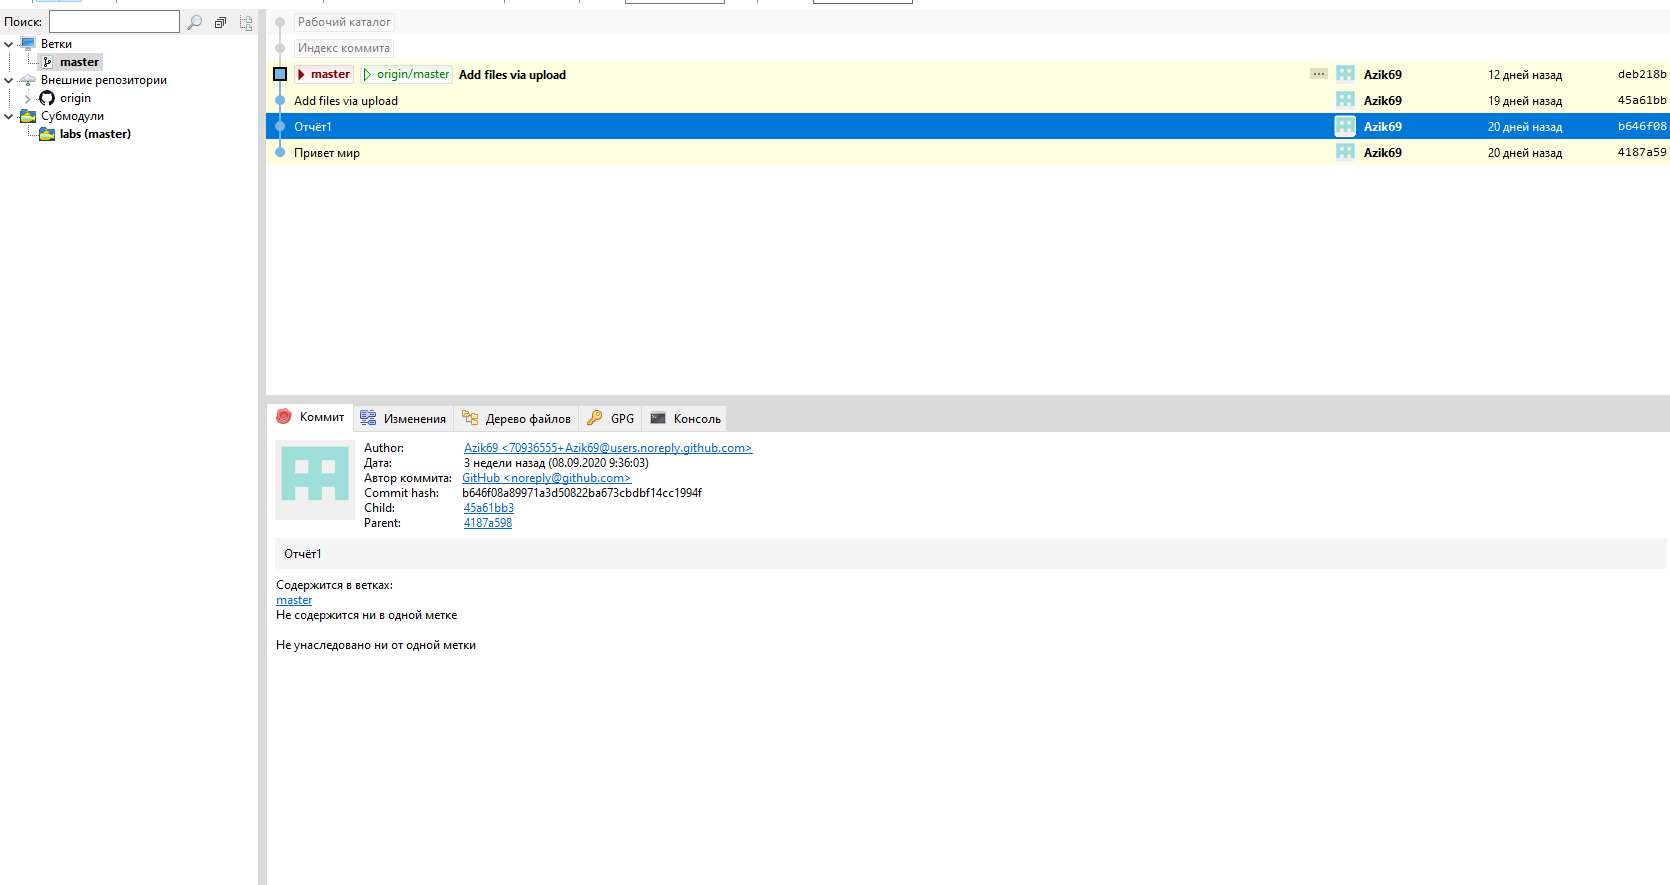 Поиск:
Ветки
master
Внешние репозитории
origin
Субмодули
labs (master)
Рабочий каталог
Индекс коммита
master origin/master Add files via upload ... Azik69 12 дней назад deb218b
Add files via upload Azik69 19 дней назад 45a61bb
Отчёт1 Azik69 20 дней назад b646f08
Привет мир Azik69 20 дней назад 4187a59
Коммит Изменения Дерево файлов GPG Консоль
Author: Azik69 <70936555+Azik69@users.noreply.github.com>
Дата: 3 недели назад (08.09.2020 9:36:03)
Автор коммита: GitHub <noreply@github.com>
Commit hash: b646f08a89971a3d50822ba673cbdbf14cc1994f
Child: 45a61bb3
Parent: 4187a598
Отчёт1
Содержится в ветках:
master
Не содержится ни в одной метке
Не унаследовано ни от одной метки